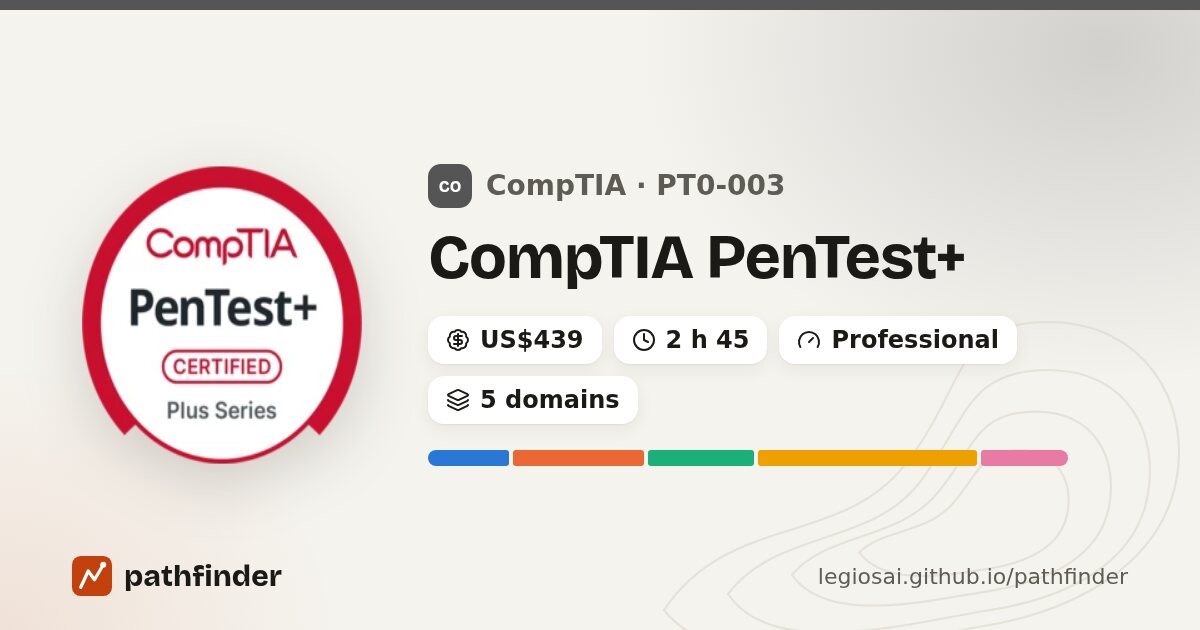 CompTIA
PenTest+
CERTIFIED
Plus Series
co CompTIA · PT0-003
CompTIA PenTest+
US$439 2 h 45 Professional
5 domains
pathfinder
legiosai.github.io/pathfinder